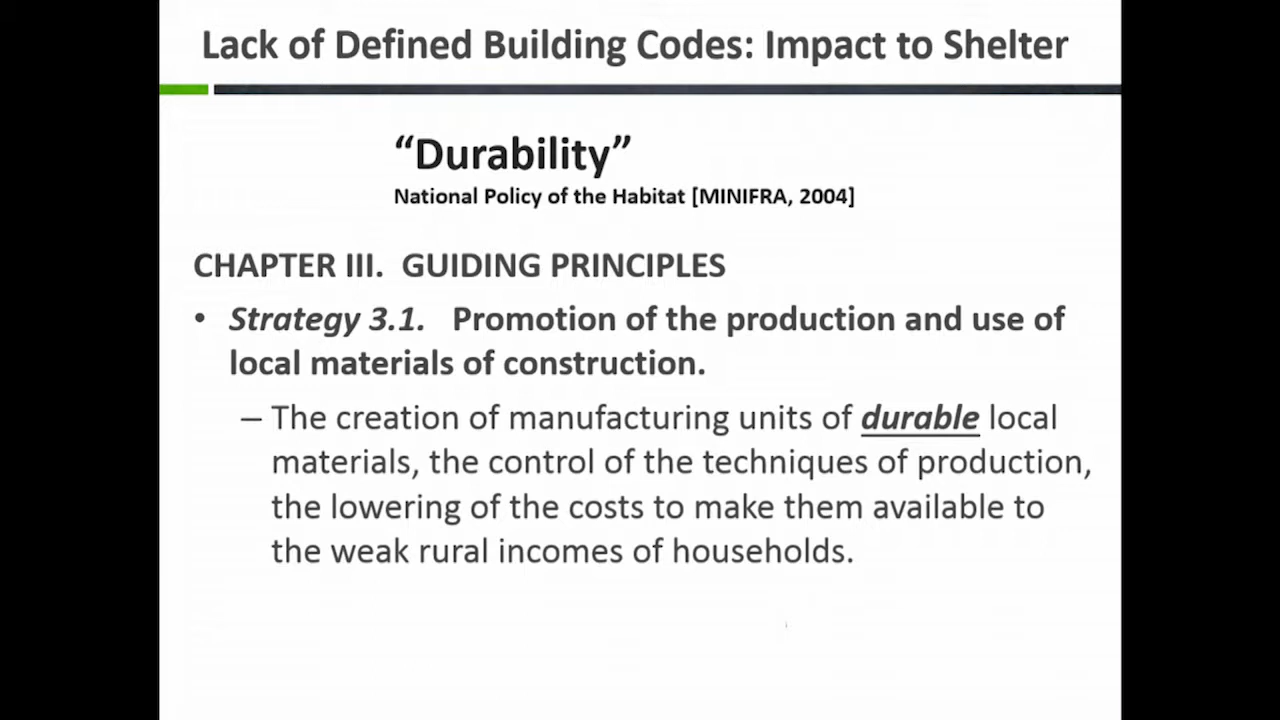 Lack of Defined Building Codes: Impact to Shelter
“Durability”
National Policy of the Habitat [MINIFRA, 2004]
CHAPTER III. GUIDING PRINCIPLES
• Strategy 3.1. Promotion of the production and use of
local materials of construction.
– The creation of manufacturing units of durable local
materials, the control of the techniques of production,
the lowering of the costs to make them available to
the weak rural incomes of households.